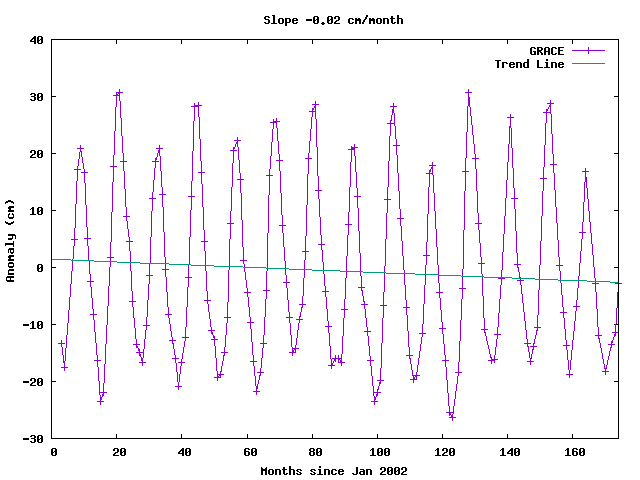 Slope -0.02 cm/month
GRACE
Trend Line
40
30
20
10
0
-10
-20
-30
Anomaly (cm)
0 20 40 60 80 100 120 140 160
Months since Jan 2002